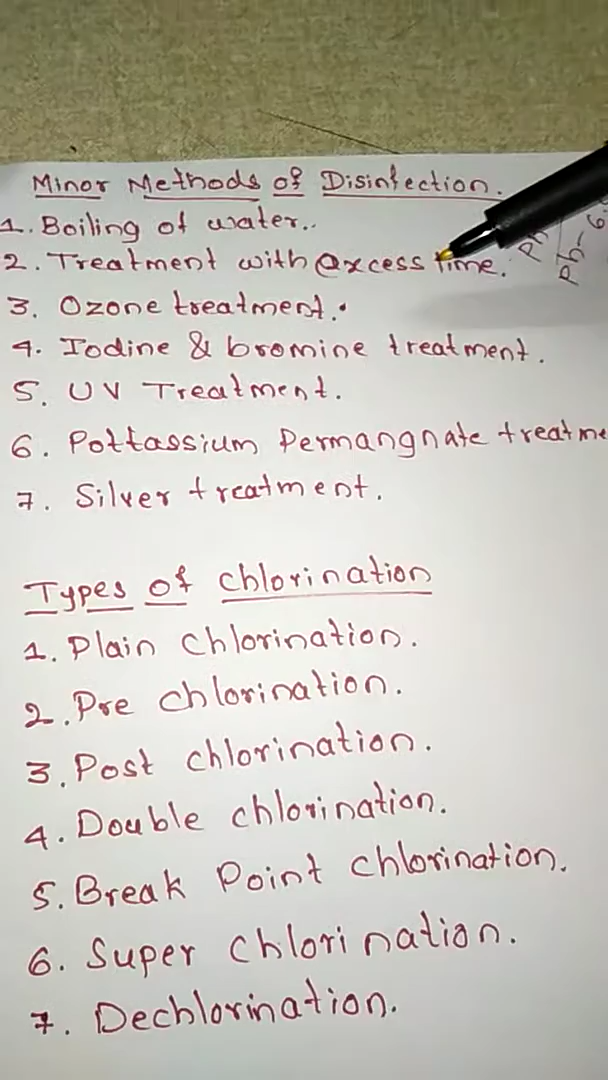 Minor Methods of Disinfection.
1. Boiling of water..
2. Treatment with excess lime.
3. Ozone treatment.
4. Iodine & bromine treatment.
5. UV Treatment.
6. Pottassium Permangnate treatme
7. Silver treatment.
Types of chlorination
1. Plain chlorination.
2. Pre chlorination.
3. Post chlorination.
4. Double chlorination.
5. Break Point chlorination.
6. Super chlorination.
7. Dechlorination.